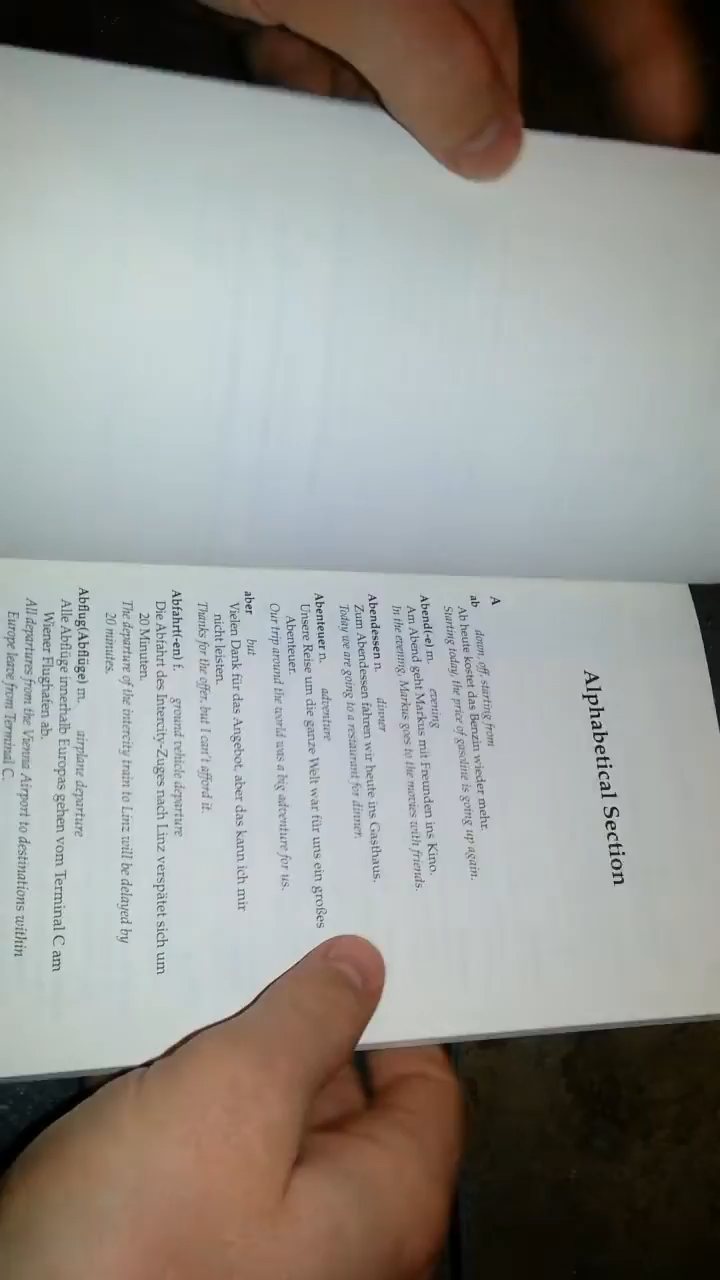 Alphabetical Section
A
ab down, off, starting from
Ab heute kostet das Benzin wieder mehr.
Starting today, the price of gasoline is going up again.
Abend(-e) m. evening
Am Abend geht Markus mit Freunden ins Kino.
In the evening, Markus goes to the movies with friends.
Abendessen n. dinner
Zum Abendessen fahren wir heute ins Gasthaus.
Today we are going to a restaurant for dinner.
Abenteuer n. adventure
Unsere Reise um die ganze Welt war für uns ein großes
Abenteuer.
Our trip around the world was a big adventure for us.
aber but
Vielen Dank für das Angebot, aber das kann ich mir
nicht leisten.
Thanks for the offer, but I can't afford it.
Abfahrt(-en) f. ground vehicle departure
Die Abfahrt des Intercity-Zuges nach Linz verspätet sich um
20 Minuten.
The departure of the intercity train to Linz will be delayed by
20 minutes.
Abflug(Abflüge) m. airplane departure
Alle Abflüge innerhalb Europas gehen vom Terminal C am
Wiener Flughafen ab.
All departures from the Vienna Airport to destinations within
Europe leave from Terminal C.